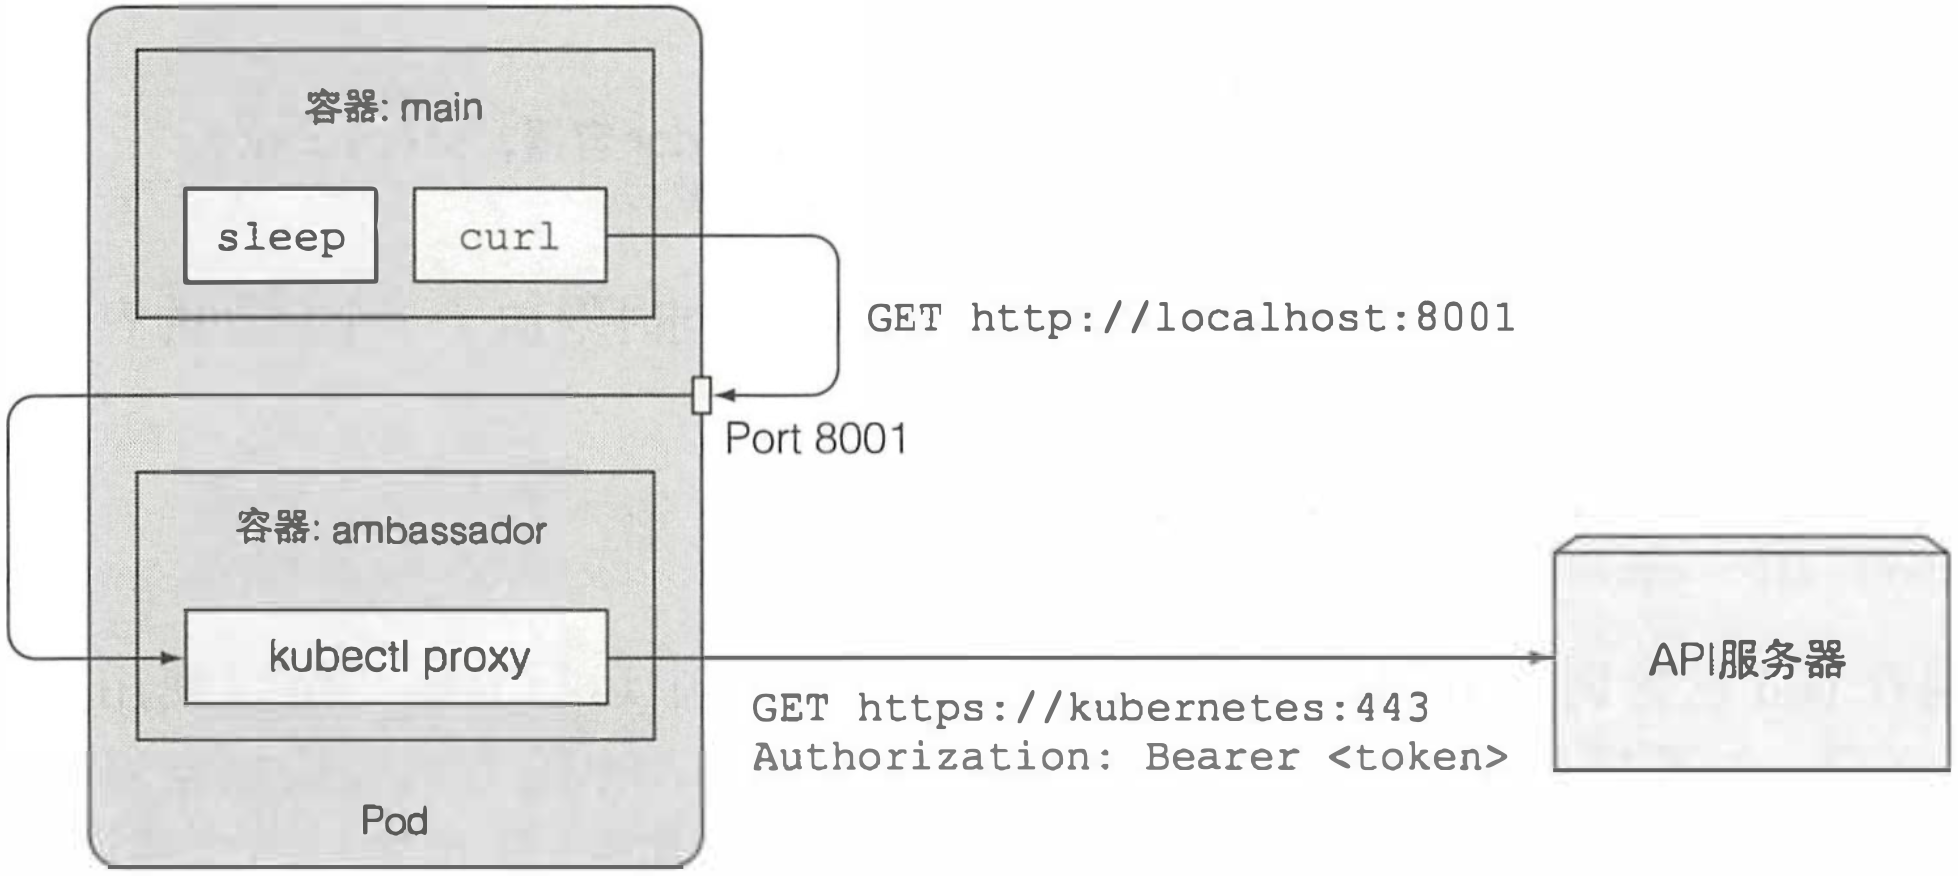 容器: main
sleep
curl
GET http://localhost:8001
Port 8001
容器: ambassador
kubectl proxy
API服务器
GET https://kubernetes:443
Authorization: Bearer <token>
Pod